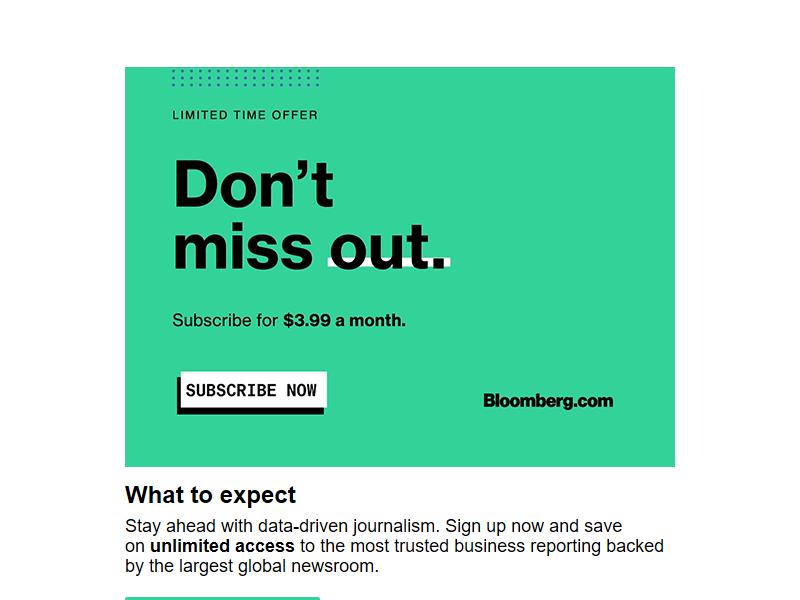 LIMITED TIME OFFER
Don’t
miss out.
Subscribe for $3.99 a month.
SUBSCRIBE NOW
Bloomberg.com
What to expect
Stay ahead with data-driven journalism. Sign up now and save
on unlimited access to the most trusted business reporting backed
by the largest global newsroom.